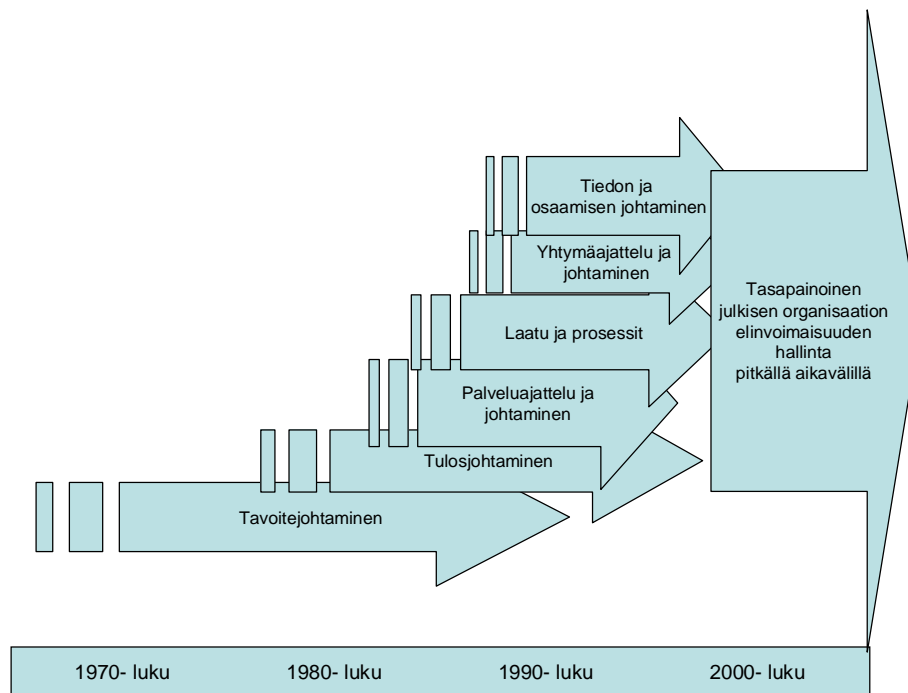 Tiedon ja
osaamisen johtaminen
Yhtymäajattelu ja
johtaminen
Laatu ja prosessit
Palveluajattelu ja
johtaminen
Tulosjohtaminen
Tavoitejohtaminen
Tasapainoinen
julkisen organisaation
elinvoimaisuuden
hallinta
pitkällä aikavälillä
1970- luku
1980- luku
1990- luku
2000- luku